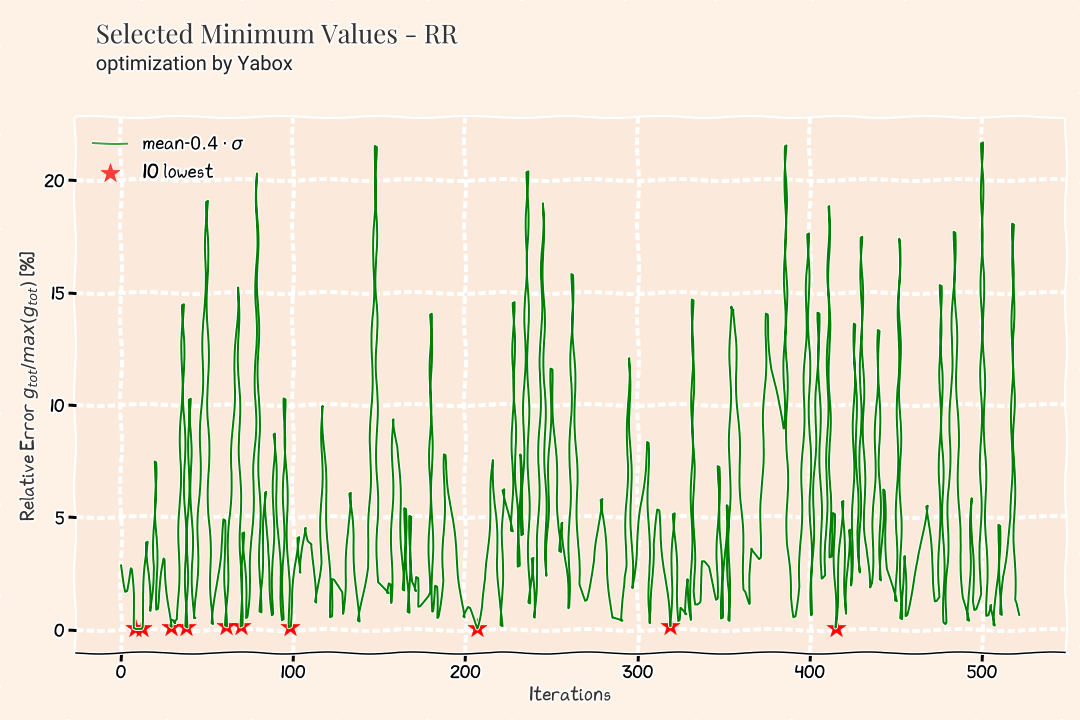 Selected Minimum Values - RR
optimization by Yabox
mean-0.4 · σ
10 lowest
20
15
10
5
0
Relative Error g_tot/max(g_tot) [%]
0 100 200 300 400 500
Iterations